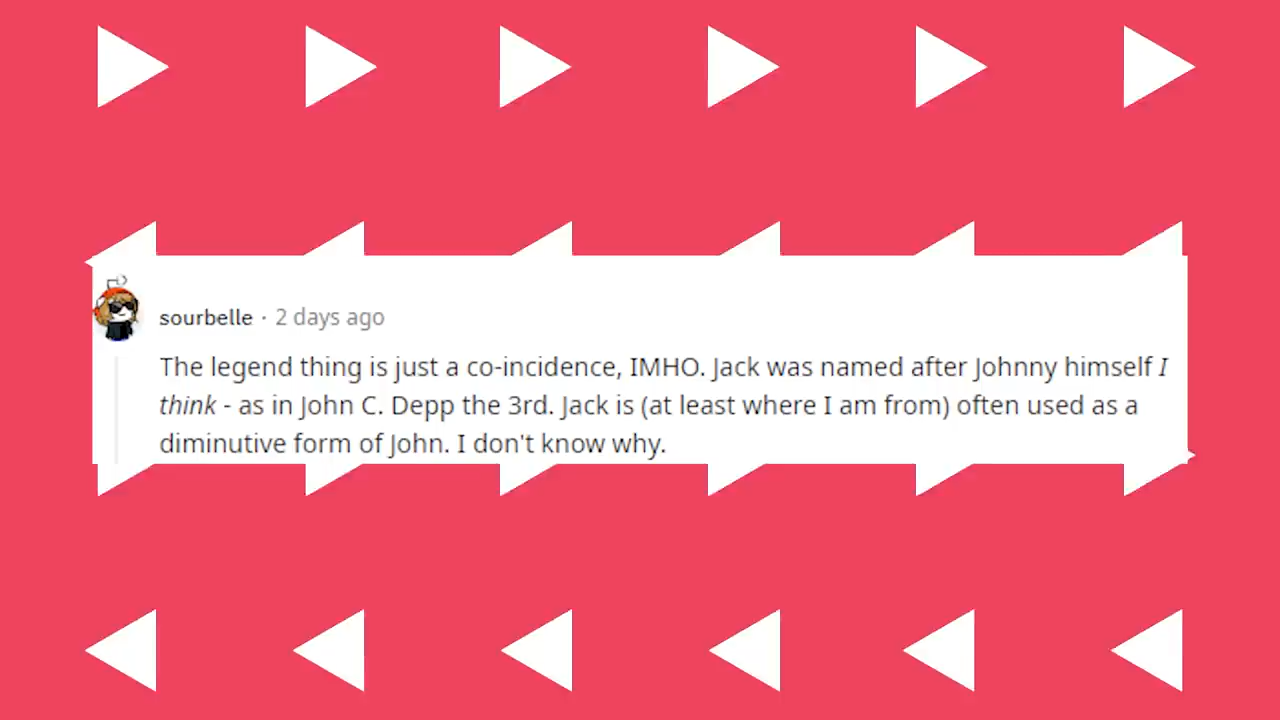 sourbelle · 2 days ago
The legend thing is just a co-incidence, IMHO. Jack was named after Johnny himself I
think - as in John C. Depp the 3rd. Jack is (at least where I am from) often used as a
diminutive form of John. I don't know why.